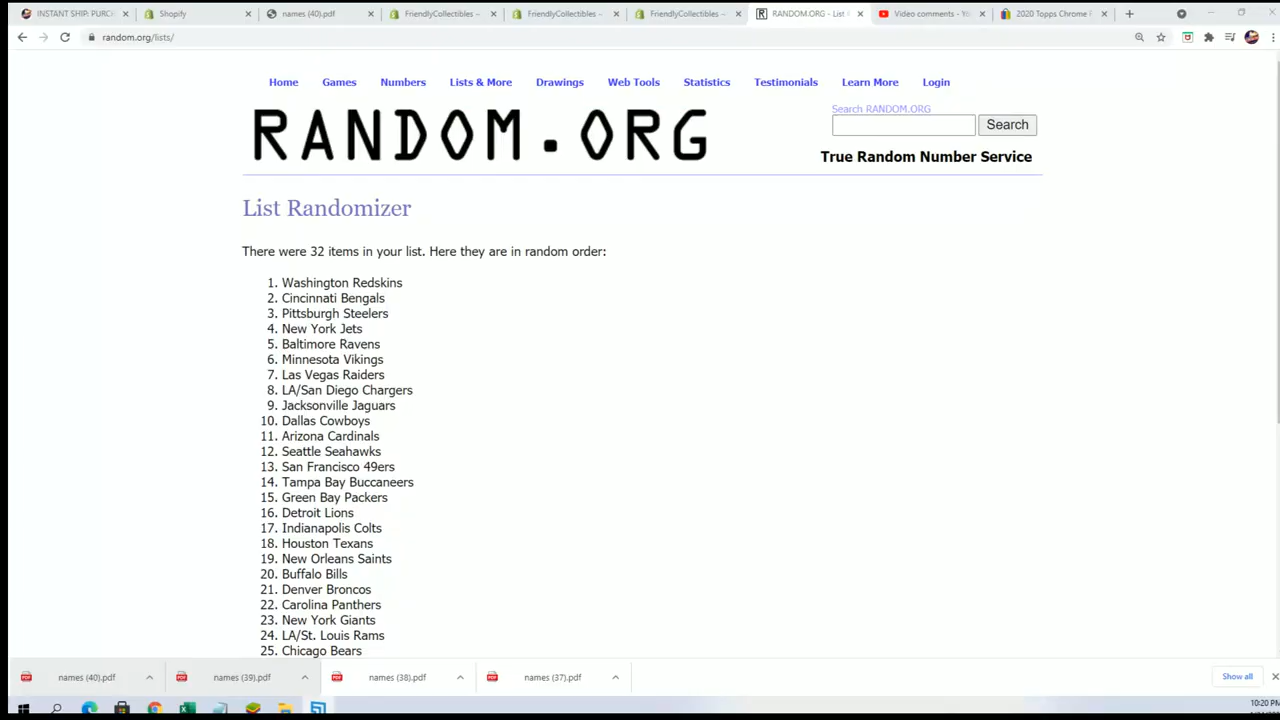 INSTANT SHIP: PURC
Shopify
names (40).pdf
FriendlyCollectibles –
FriendlyCollectibles –
FriendlyCollectibles –
RANDOM.ORG - List
Video comments - Yo
2020 Topps Chrome
random.org/lists/
Home Games Numbers Lists & More Drawings Web Tools Statistics Testimonials Learn More Login
RANDOM.ORG
Search RANDOM.ORG
Search
True Random Number Service
List Randomizer
There were 32 items in your list. Here they are in random order:
1. Washington Redskins
2. Cincinnati Bengals
3. Pittsburgh Steelers
4. New York Jets
5. Baltimore Ravens
6. Minnesota Vikings
7. Las Vegas Raiders
8. LA/San Diego Chargers
9. Jacksonville Jaguars
10. Dallas Cowboys
11. Arizona Cardinals
12. Seattle Seahawks
13. San Francisco 49ers
14. Tampa Bay Buccaneers
15. Green Bay Packers
16. Detroit Lions
17. Indianapolis Colts
18. Houston Texans
19. New Orleans Saints
20. Buffalo Bills
21. Denver Broncos
22. Carolina Panthers
23. New York Giants
24. LA/St. Louis Rams
25. Chicago Bears
names (40).pdf names (39).pdf names (38).pdf names (37).pdf Show all
10:20 PM